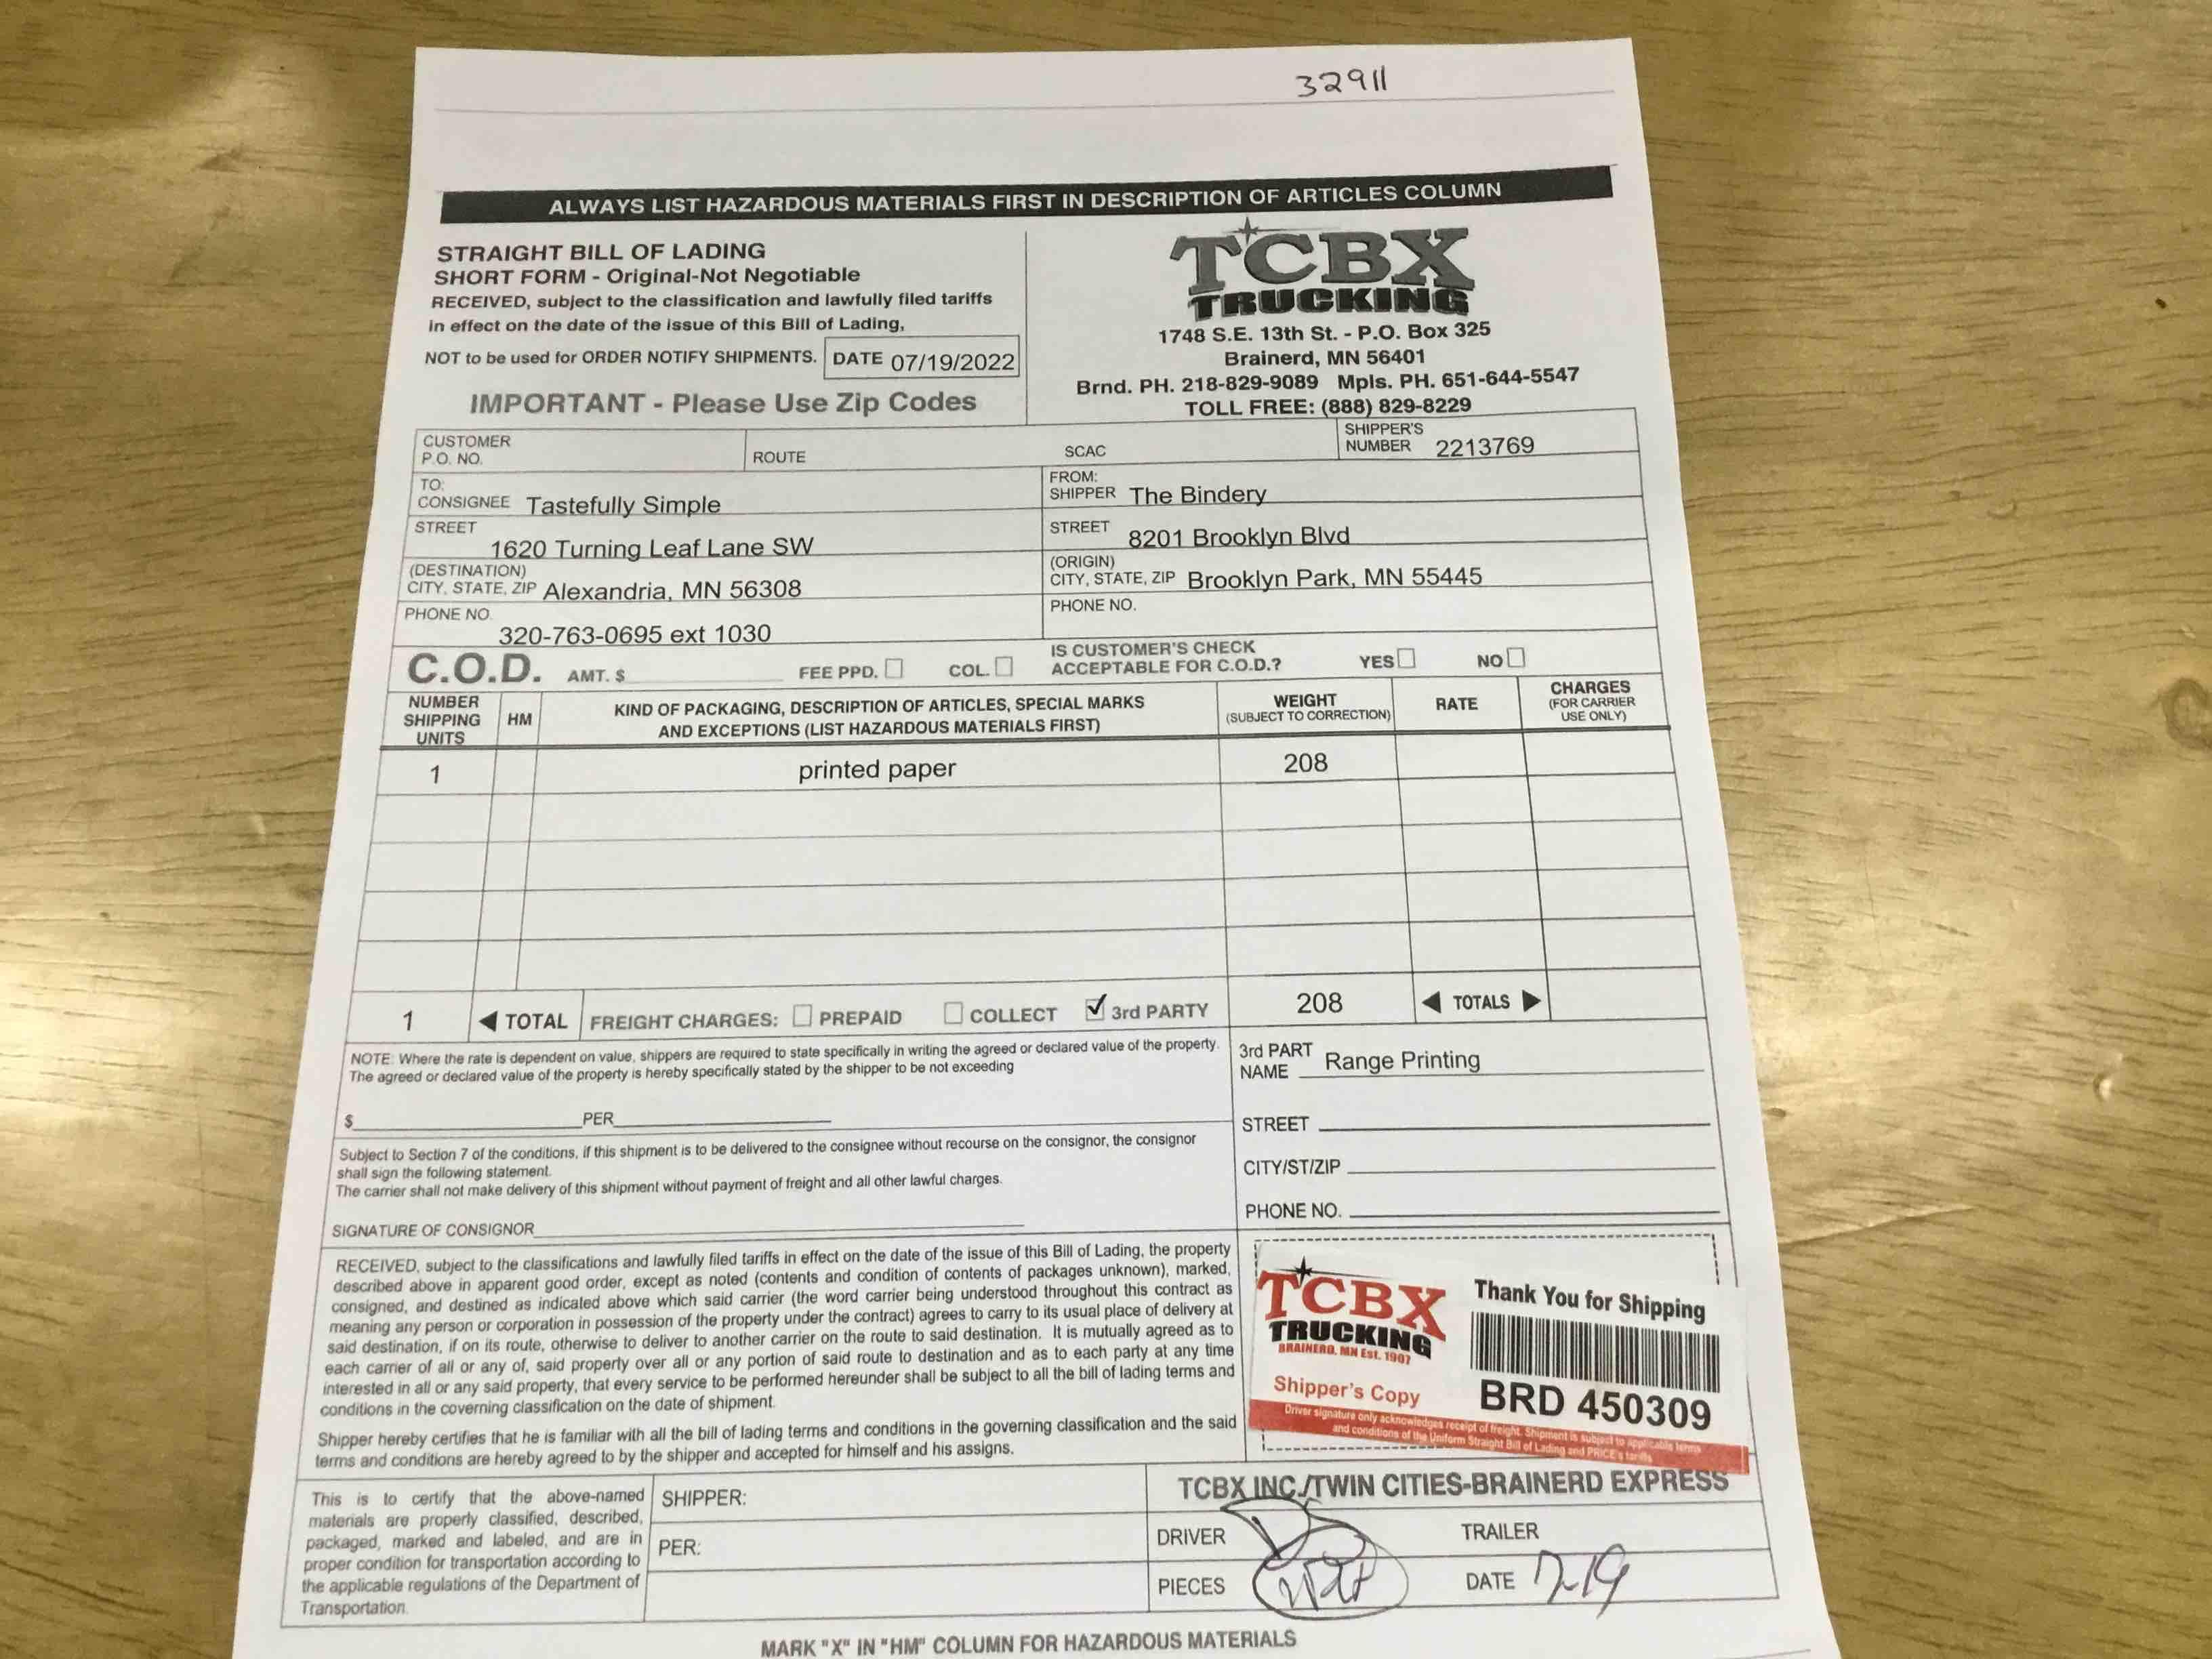 32911
ALWAYS LIST HAZARDOUS MATERIALS FIRST IN DESCRIPTION OF ARTICLES COLUMN
STRAIGHT BILL OF LADING
SHORT FORM - Original-Not Negotiable
RECEIVED, subject to the classification and lawfully filed tariffs
in effect on the date of the issue of this Bill of Lading,
NOT to be used for ORDER NOTIFY SHIPMENTS. DATE 07/19/2022
IMPORTANT - Please Use Zip Codes
TCBX
TRUCKING
1748 S.E. 13th St. - P.O. Box 325
Brainerd, MN 56401
Brnd. PH. 218-829-9089 Mpls. PH. 651-644-5547
TOLL FREE: (888) 829-8229
CUSTOMER
P.O. NO.
ROUTE
SCAC
SHIPPER'S
NUMBER 2213769
TO:
CONSIGNEE Tastefully Simple
STREET
1620 Turning Leaf Lane SW
(DESTINATION)
CITY, STATE, ZIP Alexandria, MN 56308
PHONE NO.
320-763-0695 ext 1030
FROM:
SHIPPER The Bindery
STREET 8201 Brooklyn Blvd
(ORIGIN)
CITY, STATE, ZIP Brooklyn Park, MN 55445
PHONE NO.
C.O.D. AMT. $ FEE PPD. COL.
IS CUSTOMER'S CHECK
ACCEPTABLE FOR C.O.D.? YES NO
NUMBER
SHIPPING
UNITS
HM
KIND OF PACKAGING, DESCRIPTION OF ARTICLES, SPECIAL MARKS
AND EXCEPTIONS (LIST HAZARDOUS MATERIALS FIRST)
WEIGHT
(SUBJECT TO CORRECTION)
RATE
CHARGES
(FOR CARRIER
USE ONLY)
1 printed paper 208
1 ◀ TOTAL FREIGHT CHARGES: PREPAID COLLECT ✓ 3rd PARTY 208 ◀ TOTALS ▶
NOTE: Where the rate is dependent on value, shippers are required to state specifically in writing the agreed or declared value of the property.
The agreed or declared value of the property is hereby specifically stated by the shipper to be not exceeding
$ PER
Subject to Section 7 of the conditions, if this shipment is to be delivered to the consignee without recourse on the consignor, the consignor
shall sign the following statement.
The carrier shall not make delivery of this shipment without payment of freight and all other lawful charges.
SIGNATURE OF CONSIGNOR
3rd PART
NAME Range Printing
STREET
CITY/ST/ZIP
PHONE NO.
RECEIVED, subject to the classifications and lawfully filed tariffs in effect on the date of the issue of this Bill of Lading, the property
described above in apparent good order, except as noted (contents and condition of contents of packages unknown), marked,
consigned, and destined as indicated above which said carrier (the word carrier being understood throughout this contract as
meaning any person or corporation in possession of the property under the contract) agrees to carry to its usual place of delivery at
said destination, if on its route, otherwise to deliver to another carrier on the route to said destination. It is mutually agreed as to
each carrier of all or any of, said property over all or any portion of said route to destination and as to each party at any time
interested in all or any said property, that every service to be performed hereunder shall be subject to all the bill of lading terms and
conditions in the coverning classification on the date of shipment.
Shipper hereby certifies that he is familiar with all the bill of lading terms and conditions in the governing classification and the said
terms and conditions are hereby agreed to by the shipper and accepted for himself and his assigns.
TCBX
TRUCKING
BRAINERD, MN Est. 1907
Shipper's Copy
Thank You for Shipping
BRD 450309
Driver signature only acknowledges receipt of freight. Shipment is subject to applicable terms
and conditions of the Uniform Straight Bill of Lading and PRICE's tariffs
This is to certify that the above-named
materials are properly classified, described,
packaged, marked and labeled, and are in
proper condition for transportation according to
the applicable regulations of the Department of
Transportation.
SHIPPER:
PER:
TCBX INC./TWIN CITIES-BRAINERD EXPRESS
DRIVER
TRAILER
PIECES
DATE 7-19
MARK "X" IN "HM" COLUMN FOR HAZARDOUS MATERIALS